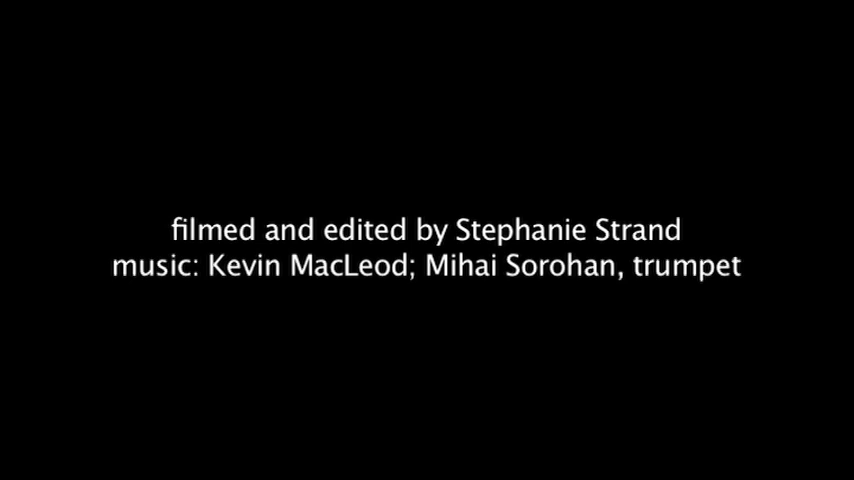 filmed and edited by Stephanie Strand
music: Kevin MacLeod; Mihai Sorohan, trumpet